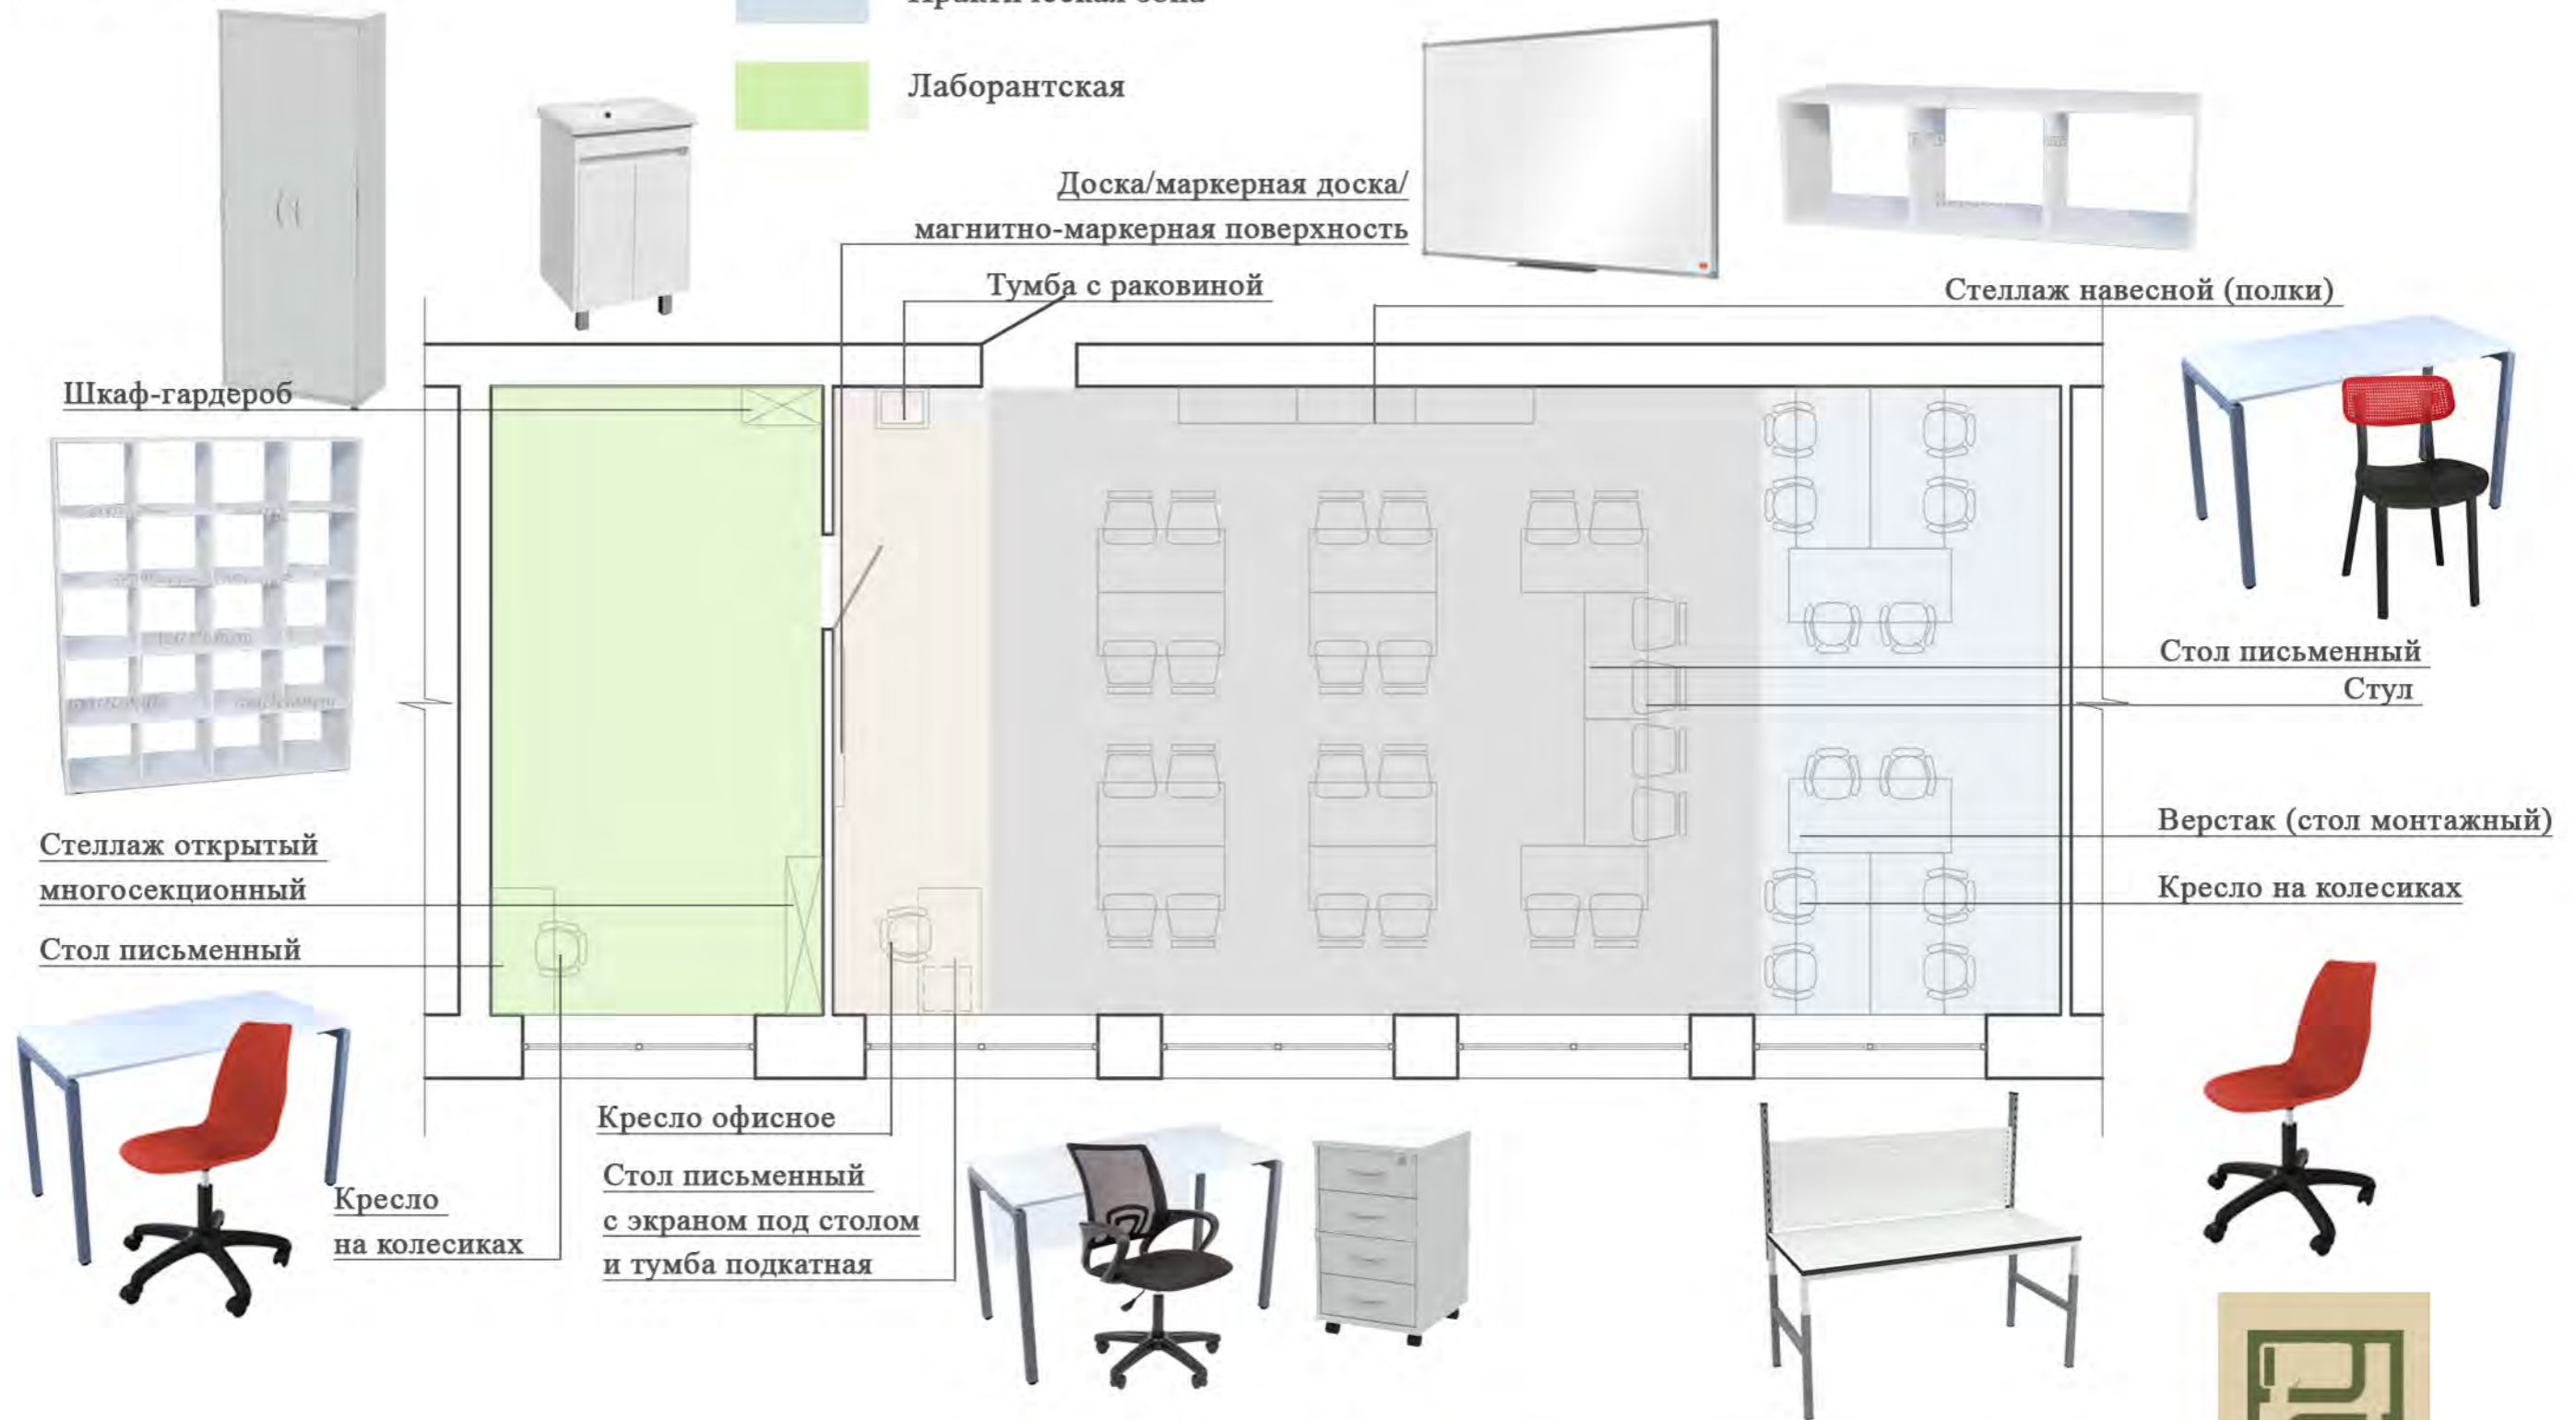 Лаборантская
Доска/маркерная доска/
магнитно-маркерная поверхность
Тумба с раковиной
Стеллаж навесной (полки)
Шкаф-гардероб
Стол письменный
Стул
Стеллаж открытый
многосекционный
Верстак (стол монтажный)
Кресло на колесиках
Стол письменный
Кресло офисное
Стол письменный
с экраном под столом
и тумба подкатная
Кресло
на колесиках